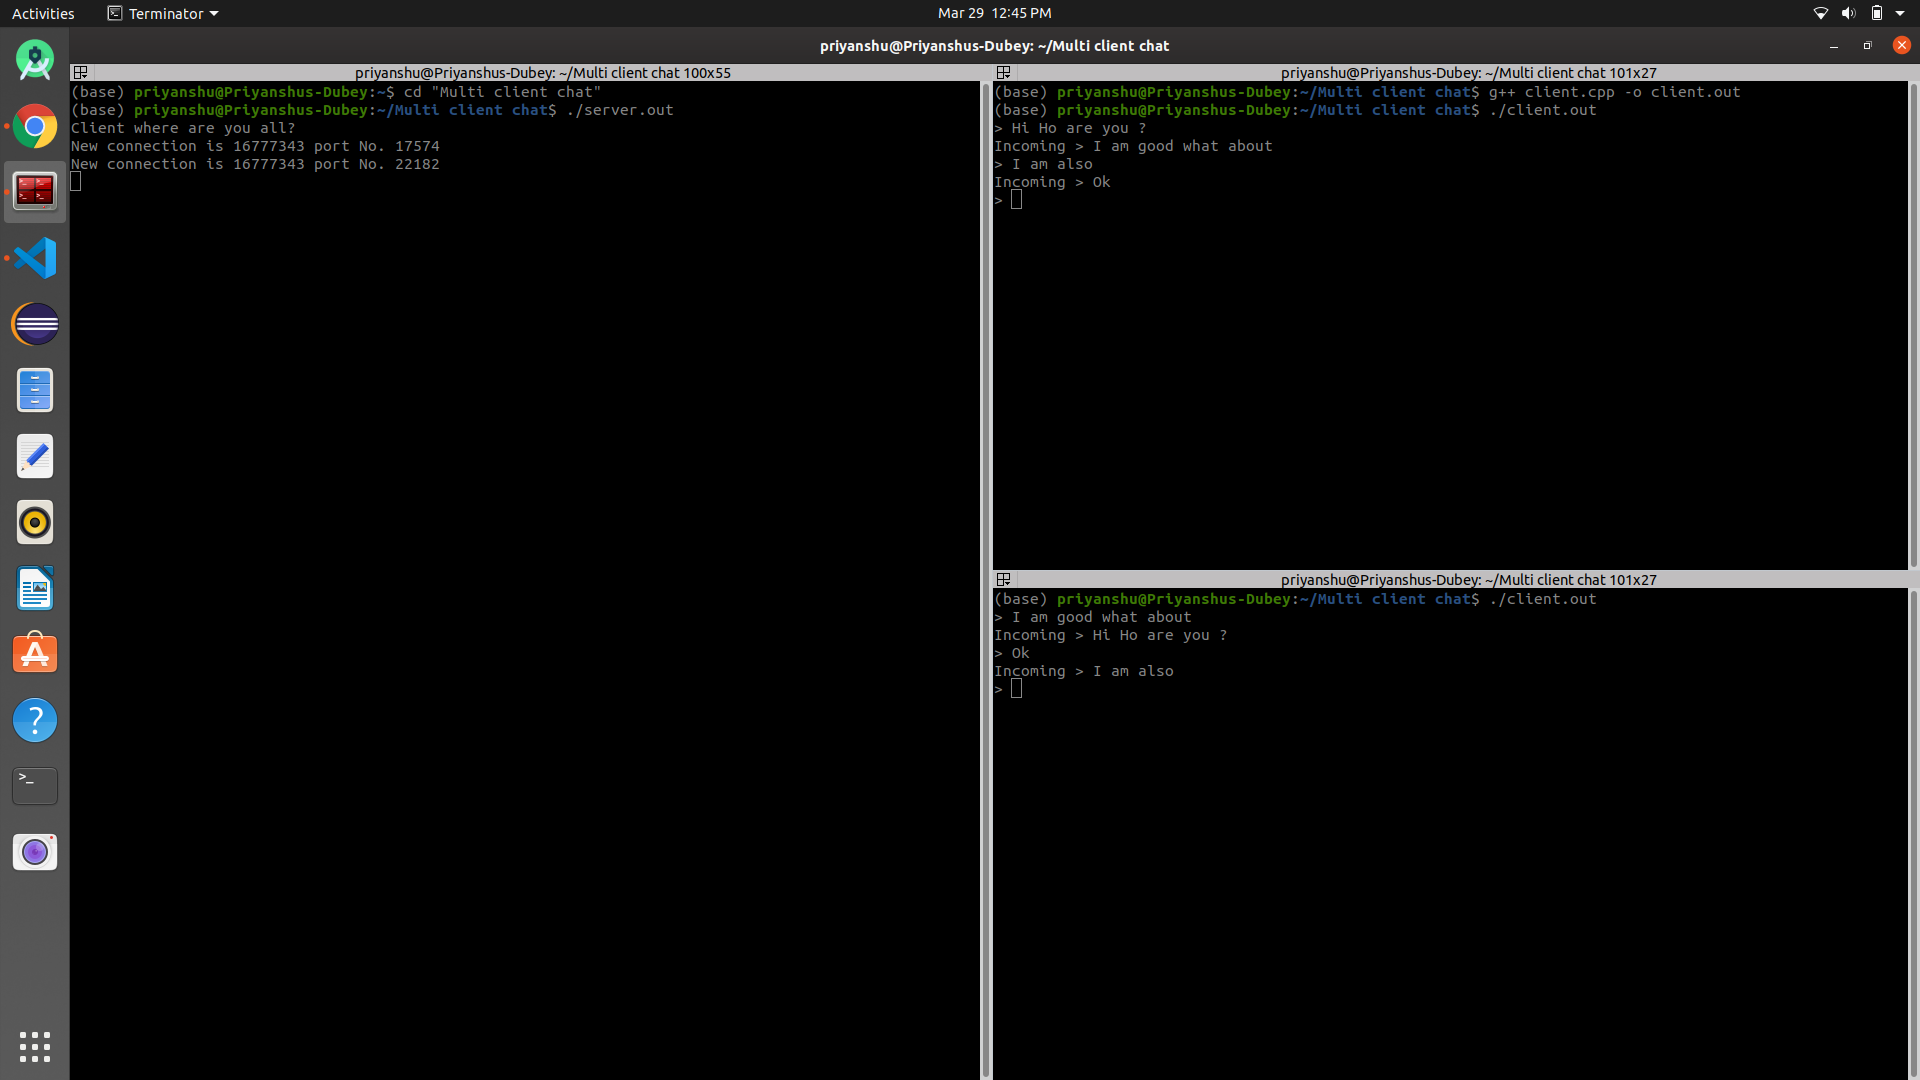 Activities
Terminator
Mar 29 12:45 PM
priyanshu@Priyanshus-Dubey: ~/Multi client chat
priyanshu@Priyanshus-Dubey: ~/Multi client chat 100x55
(base) priyanshu@Priyanshus-Dubey:~$ cd "Multi client chat"
(base) priyanshu@Priyanshus-Dubey:~/Multi client chat$ ./server.out
Client where are you all?
New connection is 16777343 port No. 17574
New connection is 16777343 port No. 22182
priyanshu@Priyanshus-Dubey: ~/Multi client chat 101x27
(base) priyanshu@Priyanshus-Dubey:~/Multi client chat$ g++ client.cpp -o client.out
(base) priyanshu@Priyanshus-Dubey:~/Multi client chat$ ./client.out
> Hi Ho are you ?
Incoming > I am good what about
> I am also
Incoming > Ok
>
priyanshu@Priyanshus-Dubey: ~/Multi client chat 101x27
(base) priyanshu@Priyanshus-Dubey:~/Multi client chat$ ./client.out
> I am good what about
Incoming > Hi Ho are you ?
> Ok
Incoming > I am also
>